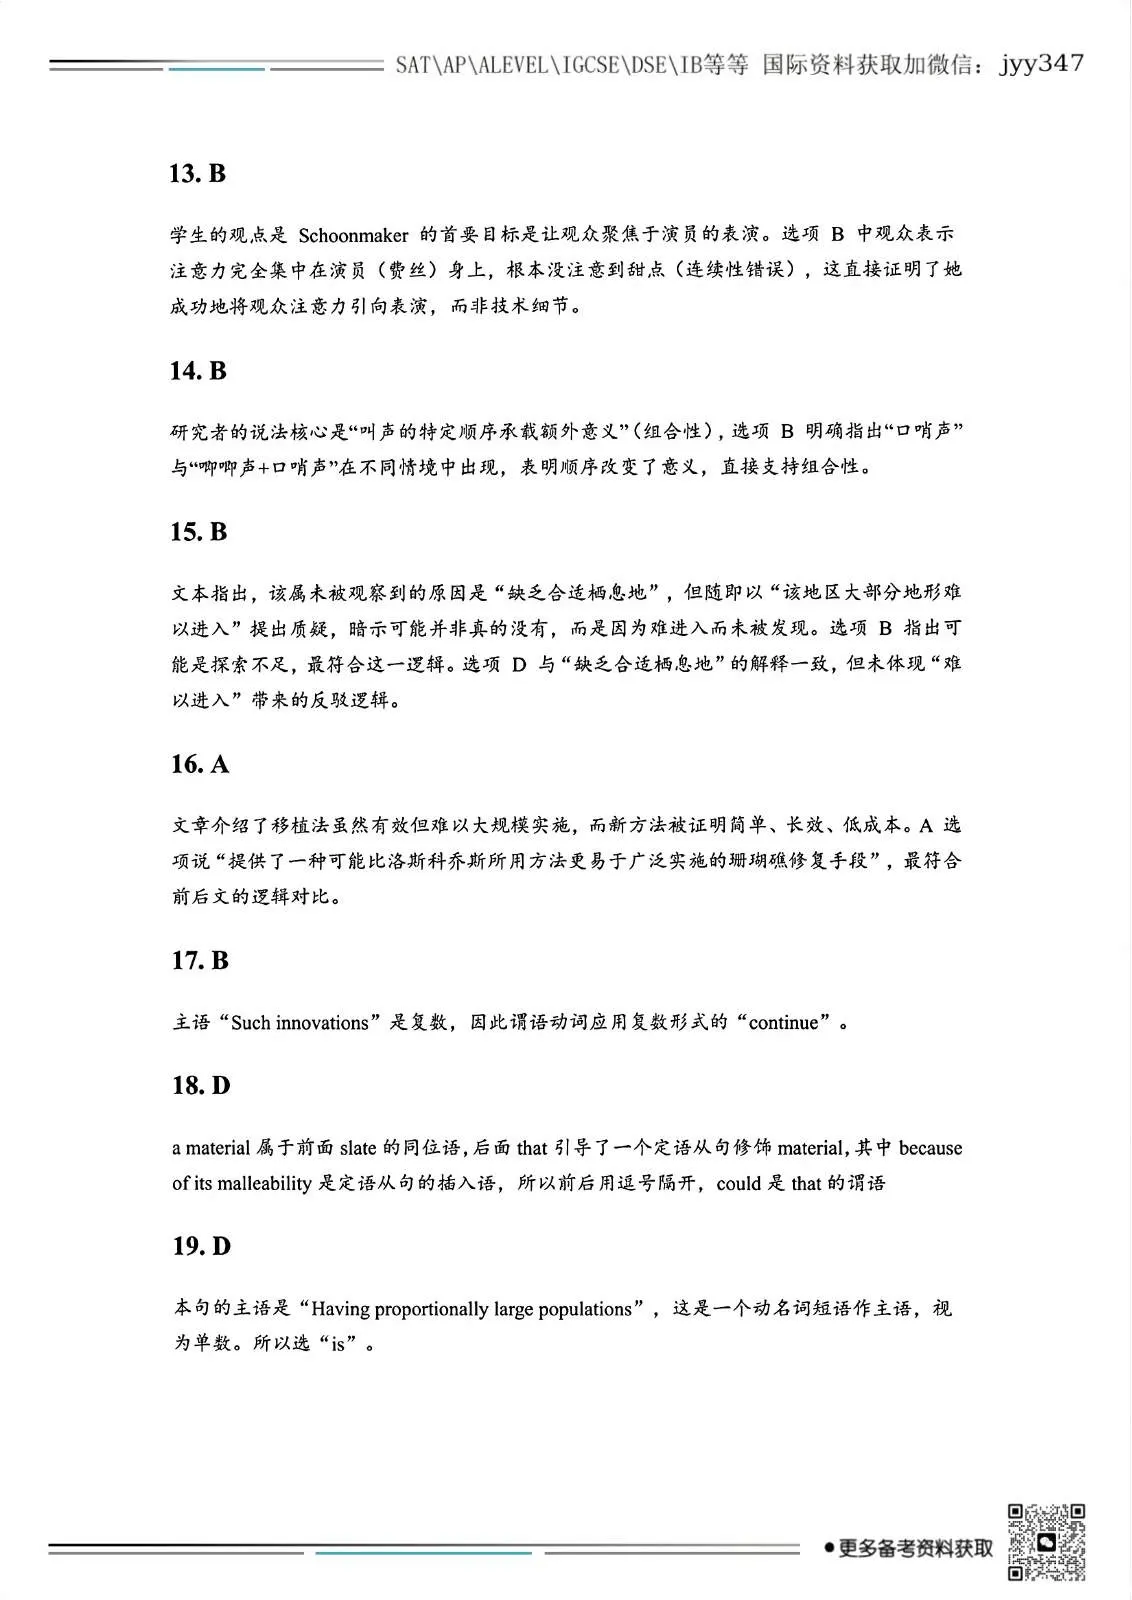 SAT\AP\ALEVEL\IGCSE\DSE\IB等等 国际资料获取加微信：jyy347
13. B
学生的观点是 Schoonmaker 的首要目标是让观众聚焦于演员的表演。选项 B 中观众表示
注意力完全集中在演员（费丝）身上，根本没注意到甜点（连续性错误），这直接证明了她
成功地将观众注意力引向表演，而非技术细节。
14. B
研究者的说法核心是“叫声的特定顺序承载额外意义”（组合性），选项 B 明确指出“口哨声”
与“唧唧声+口哨声”在不同情境中出现，表明顺序改变了意义，直接支持组合性。
15. B
文本指出，该属未被观察到的原因是“缺乏合适栖息地”，但随即以“该地区大部分地形难
以进入”提出质疑，暗示可能并非真的没有，而是因为难进入而未被发现。选项 B 指出可
能是探索不足，最符合这一逻辑。选项 D 与“缺乏合适栖息地”的解释一致，但未体现“难
以进入”带来的反驳逻辑。
16. A
文章介绍了移植法虽然有效但难以大规模实施，而新方法被证明简单、长效、低成本。A 选
项说“提供了一种可能比洛斯科乔斯所用方法更易于广泛实施的珊瑚礁修复手段”，最符合
前后文的逻辑对比。
17. B
主语“Such innovations”是复数，因此谓语动词应用复数形式的“continue”。
18. D
a material 属于前面 slate 的同位语，后面 that 引导了一个定语从句修饰 material，其中 because
of its malleability 是定语从句的插入语，所以前后用逗号隔开，could 是 that 的谓语
19. D
本句的主语是“Having proportionally large populations”，这是一个动名词短语作主语，视
为单数。所以选“is”。
●更多备考资料获取